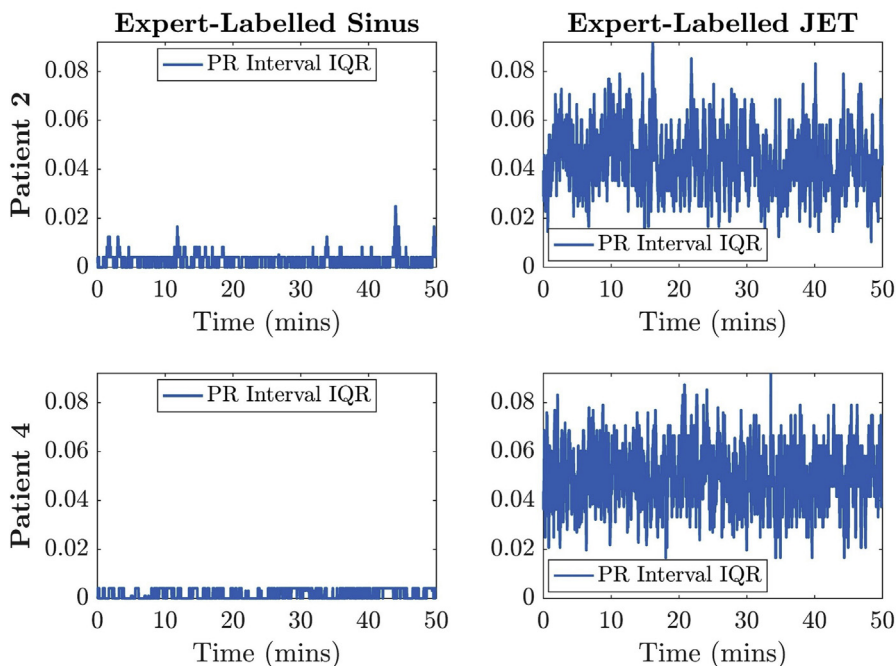 Expert-Labelled Sinus
Expert-Labelled JET
Patient 2
0.08
0.06
0.04
0.02
0
PR Interval IQR
0 10 20 30 40 50
Time (mins)
0.08
0.06
0.04
0.02
0
PR Interval IQR
0 10 20 30 40 50
Time (mins)
Patient 4
0.08
0.06
0.04
0.02
0
PR Interval IQR
0 10 20 30 40 50
Time (mins)
0.08
0.06
0.04
0.02
0
PR Interval IQR
0 10 20 30 40 50
Time (mins)